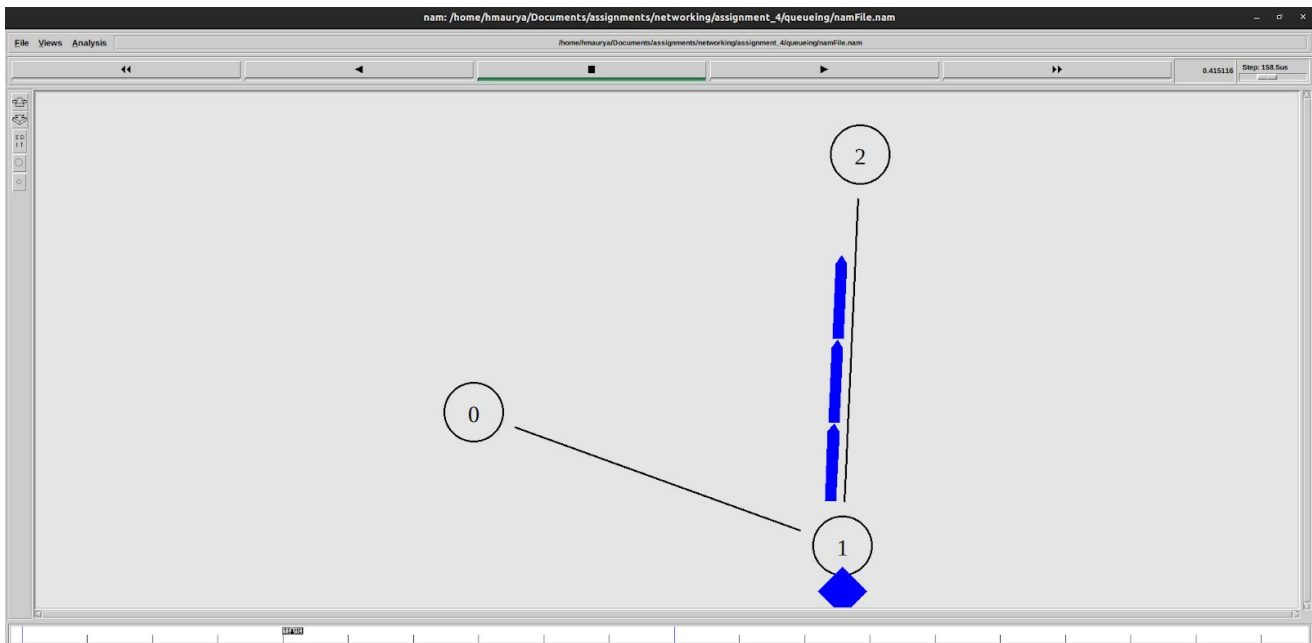 nam: /home/hmaurya/Documents/assignments/networking/assignment_4/queueing/namFile.nam
File Views Analysis /home/hmaurya/Documents/assignments/networking/assignment_4/queueing/namFile.nam
0.415116 Step: 158.5us
2
0
1